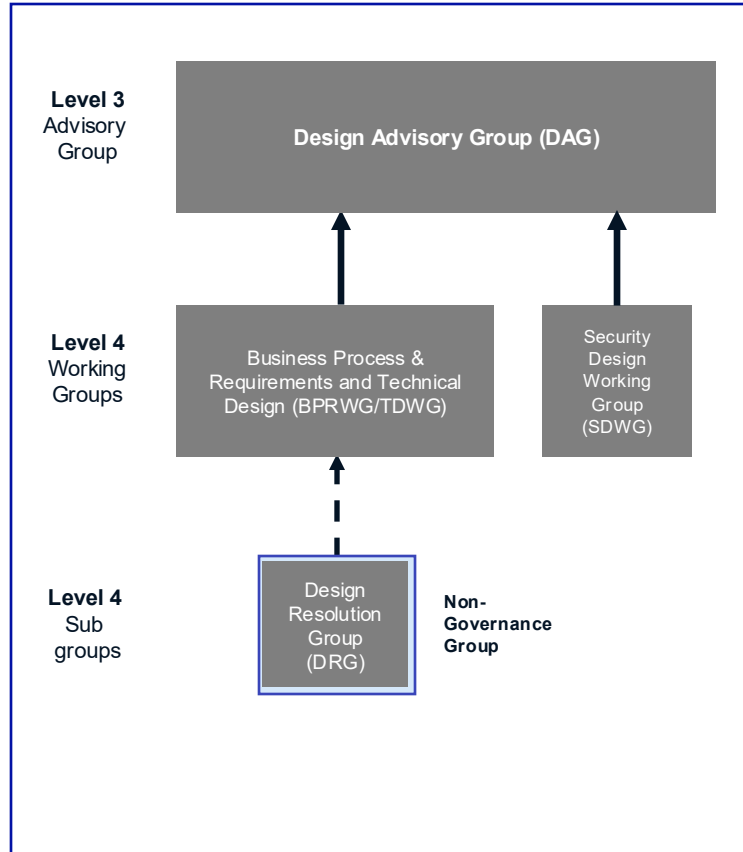 Level 3
Advisory
Group
Design Advisory Group (DAG)
Level 4
Working
Groups
Business Process &
Requirements and Technical
Design (BPRWG/TDWG)
Security
Design
Working
Group
(SDWG)
Level 4
Sub
groups
Design
Resolution
Group
(DRG)
Non-
Governance
Group